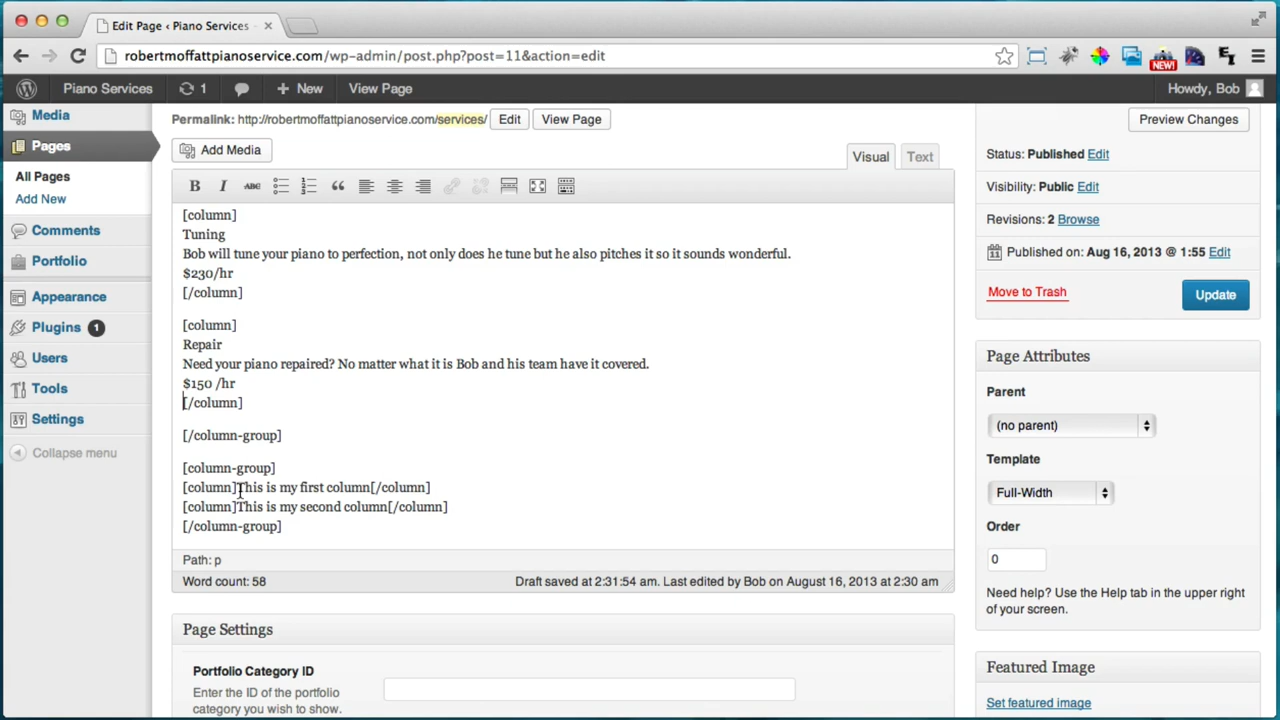 Edit Page ‹ Piano Services
robertmoffattpianoservice.com/wp-admin/post.php?post=11&action=edit
NEW!
Piano Services
1
New
View Page
Howdy, Bob
Media
Pages
All Pages
Add New
Comments
Portfolio
Appearance
Plugins 1
Users
Tools
Settings
Collapse menu
Permalink: http://robertmoffattpianoservice.com/services/ Edit View Page
Add Media
Visual Text
B I ABC
[column]
Tuning
Bob will tune your piano to perfection, not only does he tune but he also pitches it so it sounds wonderful.
$230/hr
[/column]
[column]
Repair
Need your piano repaired? No matter what it is Bob and his team have it covered.
$150 /hr
[/column]
[/column-group]
[column-group]
[column]This is my first column[/column]
[column]This is my second column[/column]
[/column-group]
Path: p
Word count: 58
Draft saved at 2:31:54 am. Last edited by Bob on August 16, 2013 at 2:30 am
Page Settings
Portfolio Category ID
Enter the ID of the portfolio
category you wish to show.
Preview Changes
Status: Published Edit
Visibility: Public Edit
Revisions: 2 Browse
Published on: Aug 16, 2013 @ 1:55 Edit
Move to Trash
Update
Page Attributes
Parent
(no parent)
Template
Full-Width
Order
0
Need help? Use the Help tab in the upper right
of your screen.
Featured Image
Set featured image